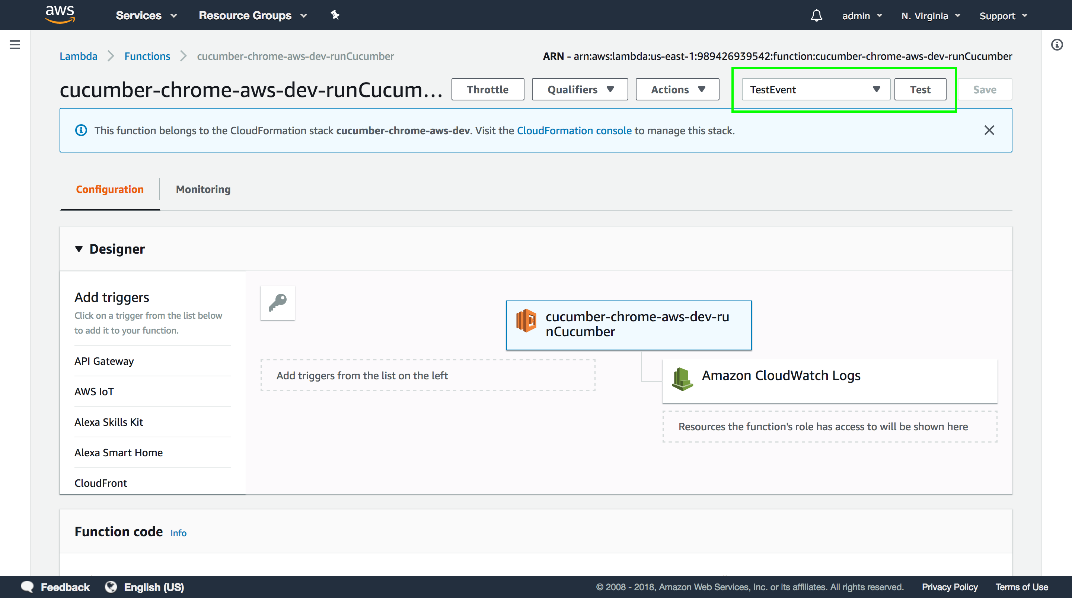 aws Services Resource Groups admin N. Virginia Support
Lambda Functions cucumber-chrome-aws-dev-runCucumber ARN - arn:aws:lambda:us-east-1:989426939542:function:cucumber-chrome-aws-dev-runCucumber
cucumber-chrome-aws-dev-runCucum... Throttle Qualifiers Actions TestEvent Test Save
This function belongs to the CloudFormation stack cucumber-chrome-aws-dev. Visit the CloudFormation console to manage this stack.
Configuration Monitoring
Designer
Add triggers
Click on a trigger from the list below
to add it to your function.
API Gateway
AWS IoT
Alexa Skills Kit
Alexa Smart Home
CloudFront
Add triggers from the list on the left
cucumber-chrome-aws-dev-ru
nCucumber
Amazon CloudWatch Logs
Resources the function's role has access to will be shown here
Function code Info
Feedback English (US) © 2008 - 2018, Amazon Web Services, Inc. or its affiliates. All rights reserved. Privacy Policy Terms of Use